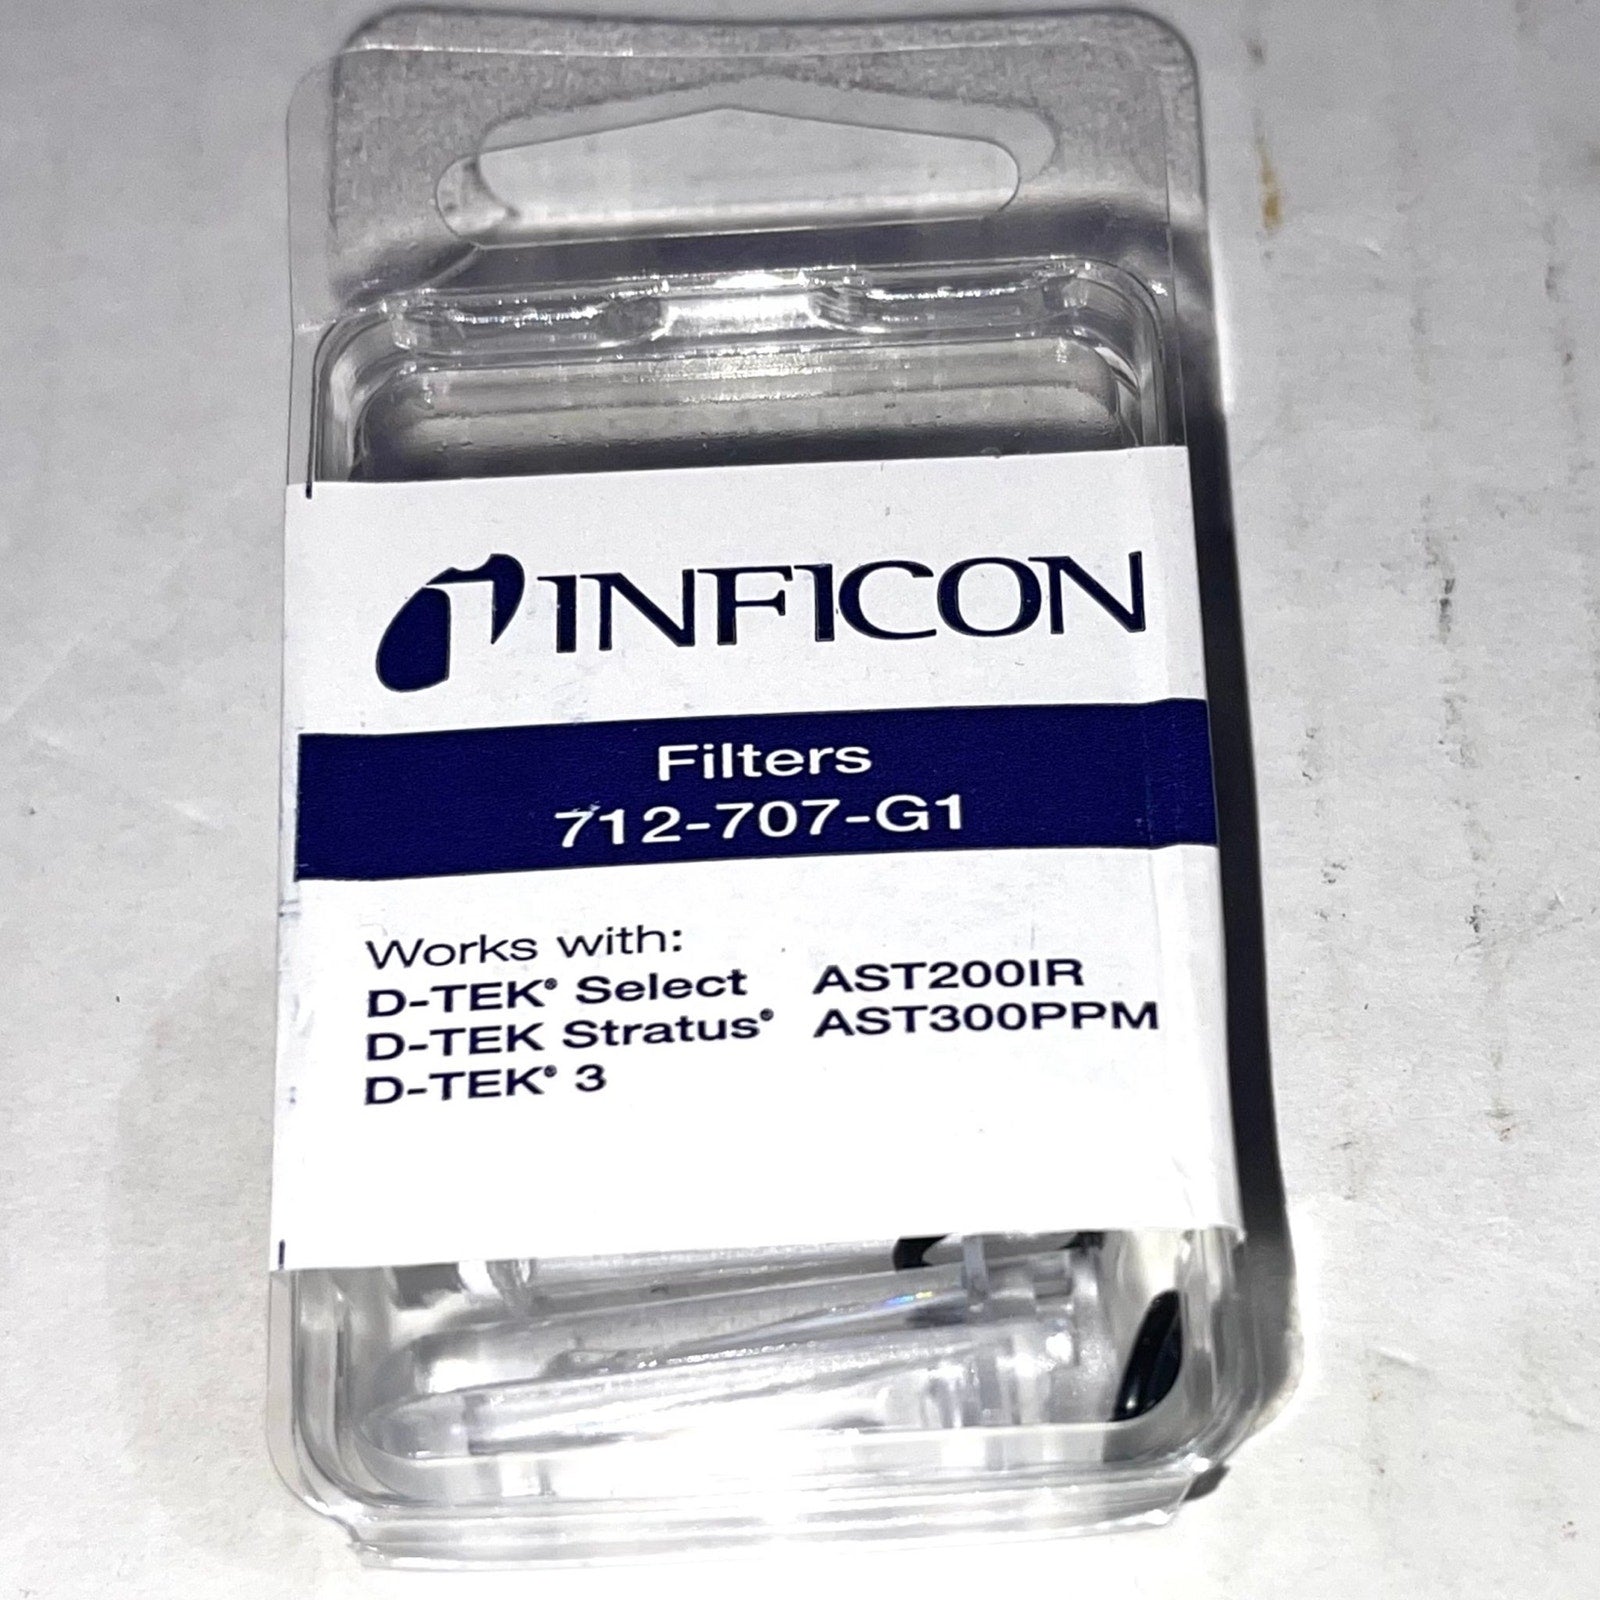 INFICON
Filters
712-707-G1
Works with:
D-TEK® Select AST200IR
D-TEK Stratus® AST300PPM
D-TEK® 3